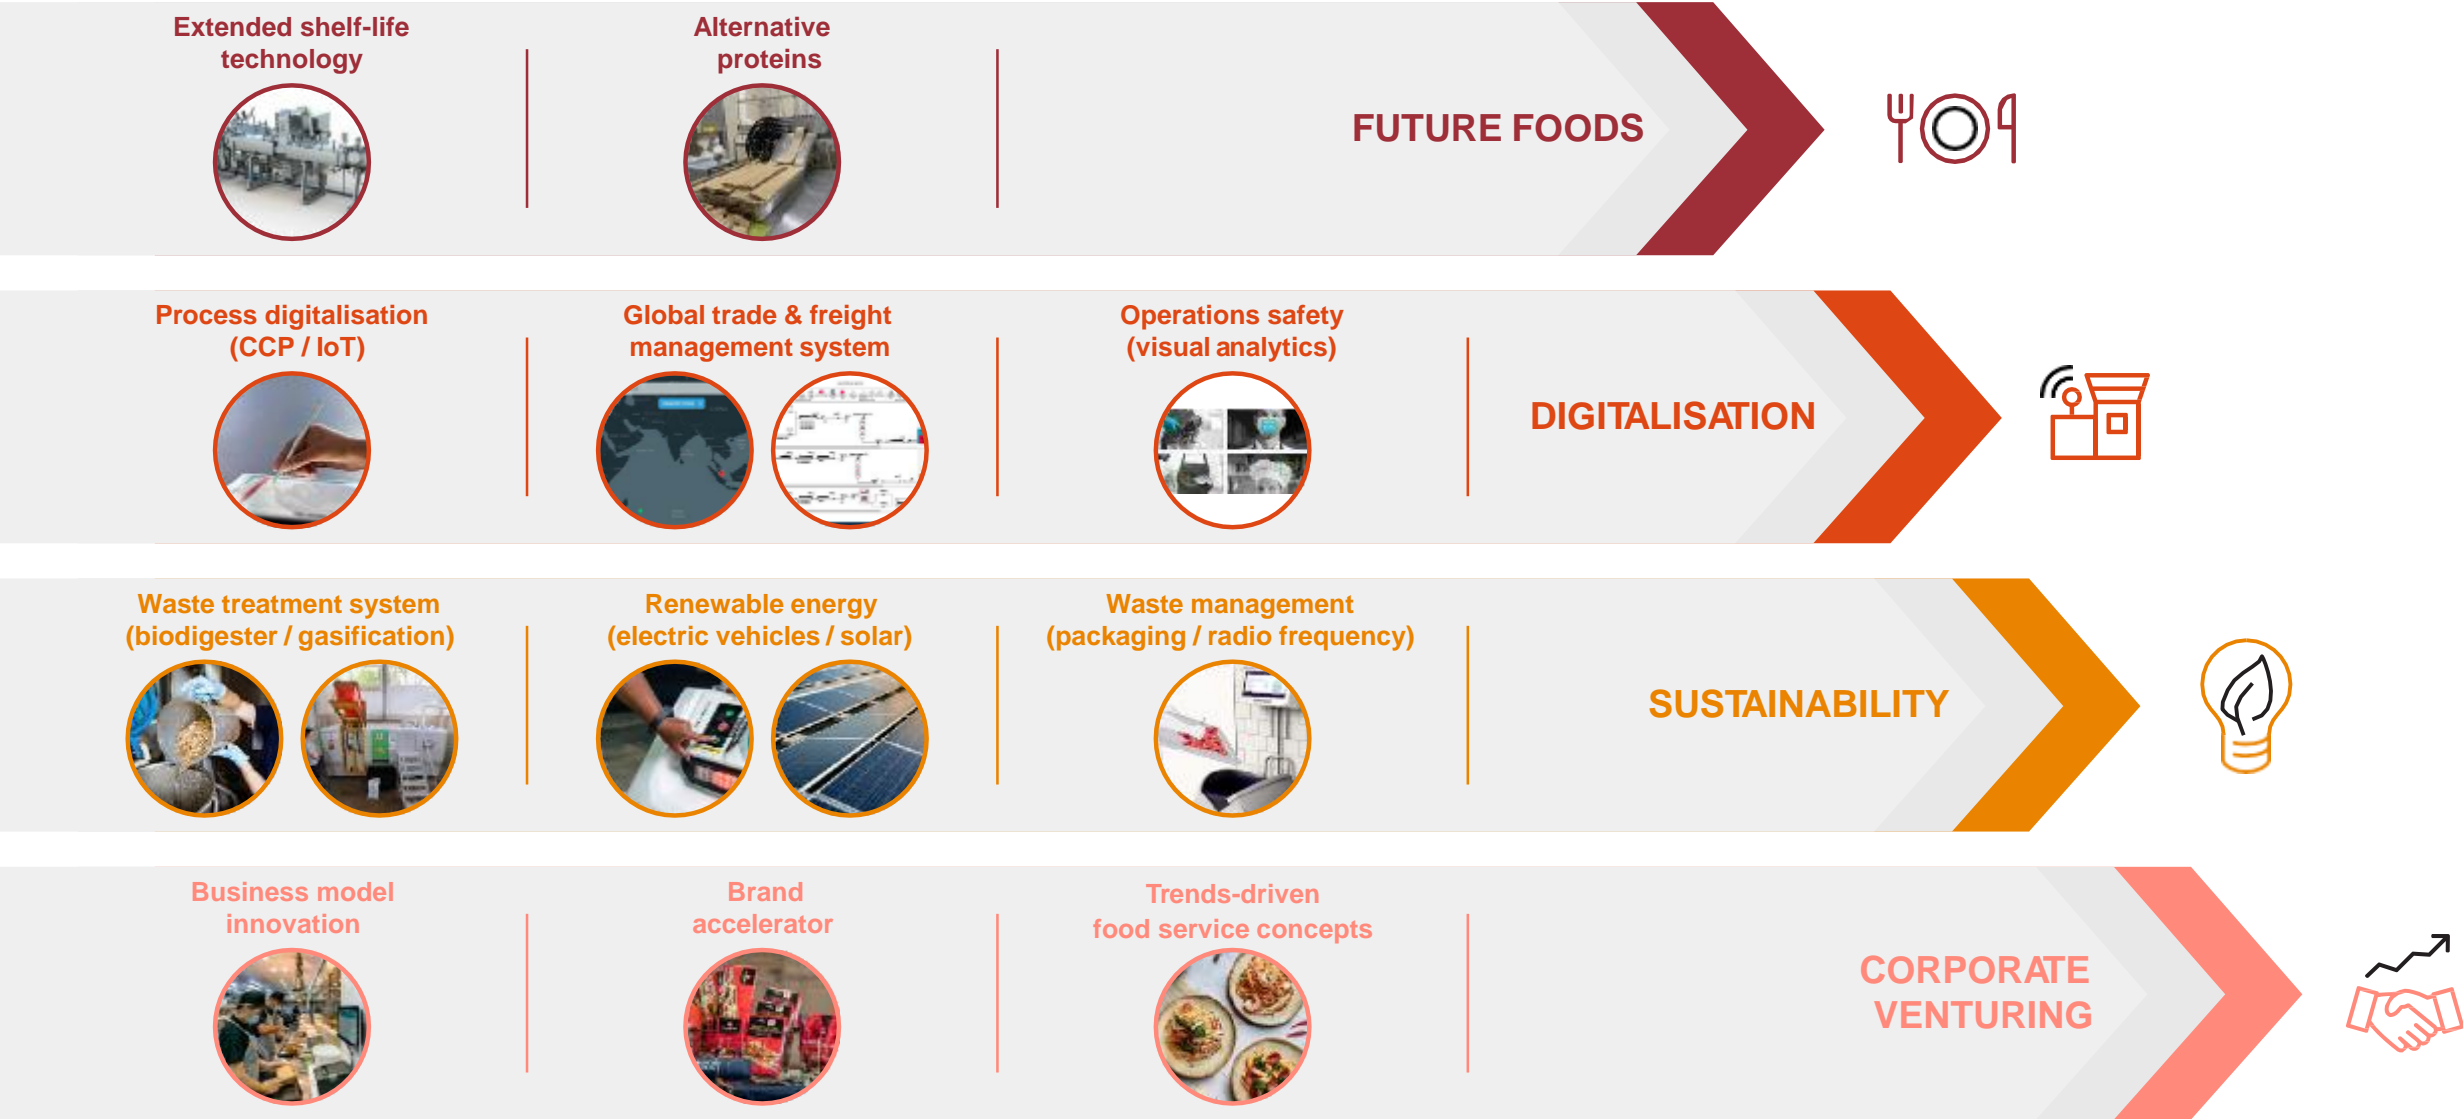 Extended shelf-life
technology
Alternative
proteins
FUTURE FOODS
Process digitalisation
(CCP / IoT)
Global trade & freight
management system
Operations safety
(visual analytics)
DIGITALISATION
Waste treatment system
(biodigester / gasification)
Renewable energy
(electric vehicles / solar)
Waste management
(packaging / radio frequency)
SUSTAINABILITY
Business model
innovation
Brand
accelerator
Trends-driven
food service concepts
CORPORATE
VENTURING